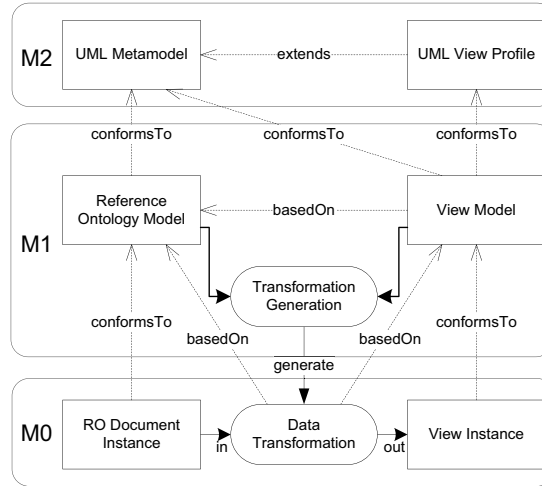 M2
UML Metamodel
extends
UML View Profile
conformsTo
conformsTo
conformsTo
M1
Reference
Ontology Model
basedOn
View Model
Transformation
Generation
conformsTo
basedOn
basedOn
conformsTo
generate
M0
RO Document
Instance
in
Data
Transformation
out
View Instance